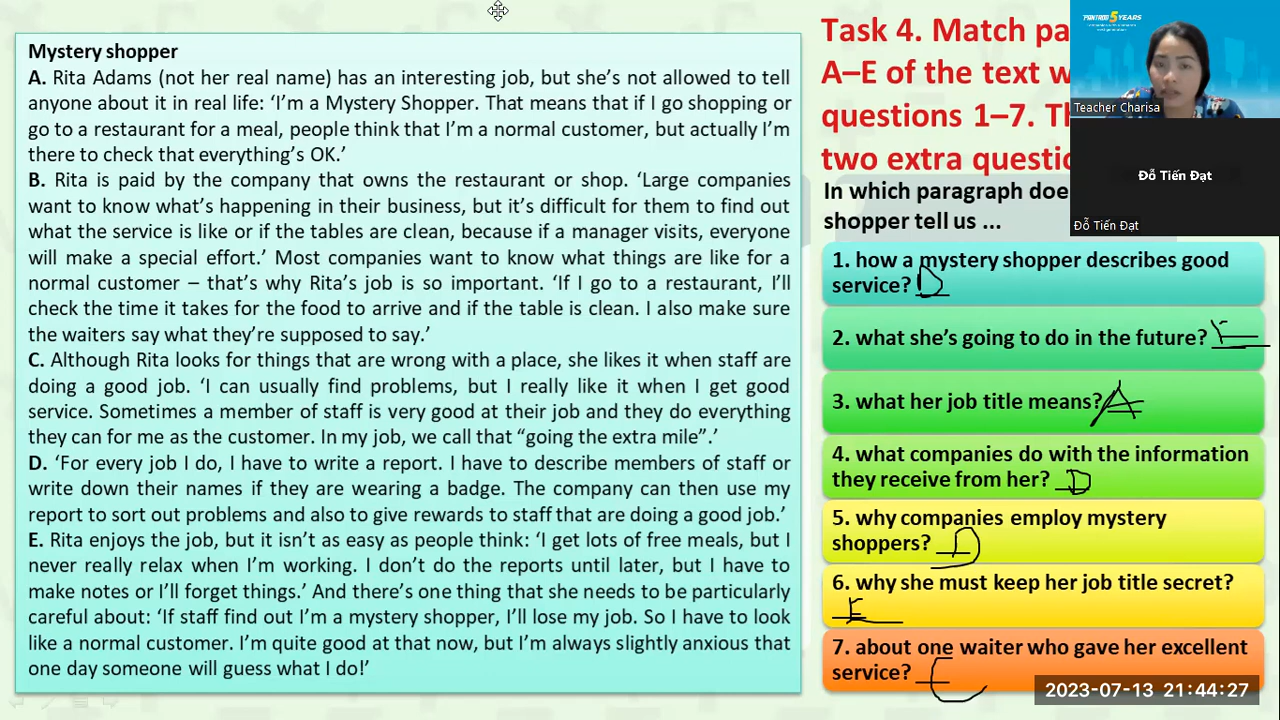 Mystery shopper
A. Rita Adams (not her real name) has an interesting job, but she's not allowed to tell
anyone about it in real life: 'I'm a Mystery Shopper. That means that if I go shopping or
go to a restaurant for a meal, people think that I'm a normal customer, but actually I'm
there to check that everything's OK.'
B. Rita is paid by the company that owns the restaurant or shop. 'Large companies
want to know what's happening in their business, but it's difficult for them to find out
what the service is like or if the tables are clean, because if a manager visits, everyone
will make a special effort.' Most companies want to know what things are like for a
normal customer – that's why Rita's job is so important. 'If I go to a restaurant, I'll
check the time it takes for the food to arrive and if the table is clean. I also make sure
the waiters say what they're supposed to say.'
C. Although Rita looks for things that are wrong with a place, she likes it when staff are
doing a good job. 'I can usually find problems, but I really like it when I get good
service. Sometimes a member of staff is very good at their job and they do everything
they can for me as the customer. In my job, we call that "going the extra mile".'
D. 'For every job I do, I have to write a report. I have to describe members of staff or
write down their names if they are wearing a badge. The company can then use my
report to sort out problems and also to give rewards to staff that are doing a good job.'
E. Rita enjoys the job, but it isn't as easy as people think: 'I get lots of free meals, but I
never really relax when I'm working. I don't do the reports until later, but I have to
make notes or I'll forget things.' And there's one thing that she needs to be particularly
careful about: 'If staff find out I'm a mystery shopper, I'll lose my job. So I have to look
like a normal customer. I'm quite good at that now, but I'm always slightly anxious that
one day someone will guess what I do!'
Task 4. Match pa
A–E of the text w
questions 1–7. Th
two extra questio
In which paragraph doe
shopper tell us ...
1. how a mystery shopper describes good
service? D
2. what she's going to do in the future?
3. what her job title means? A
4. what companies do with the information
they receive from her? D
5. why companies employ mystery
shoppers? D
6. why she must keep her job title secret?
E
7. about one waiter who gave her excellent
service? C
5 YEARS
Teacher Charisa
Đỗ Tiến Đạt
Đỗ Tiến Đạt
2023-07-13 21:44:27